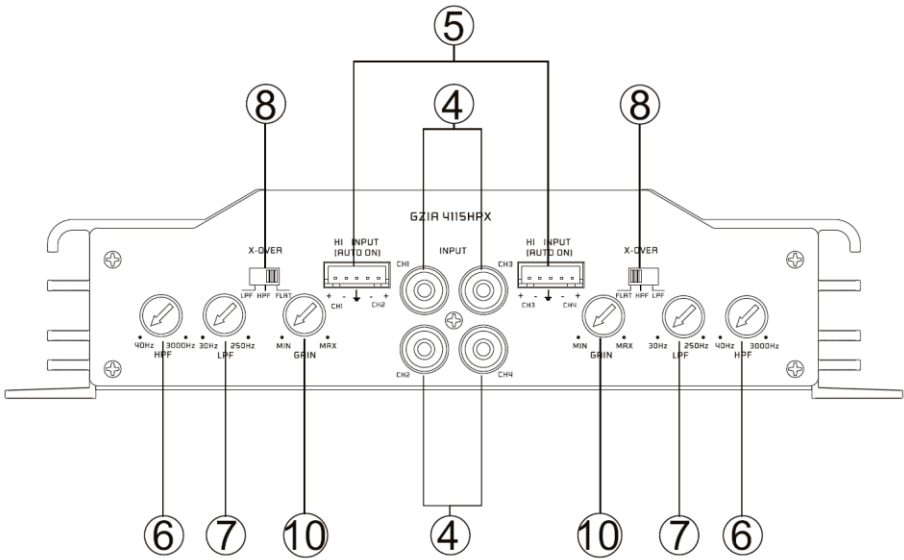 5
8
4
8
GZIA 4115HPX
X-OVER
HI INPUT
(AUTO ON)
INPUT
HI INPUT
(AUTO ON)
X-OVER
CH1
CH3
LPF HPF FLAT
+ - - +
CH1 CH2
+ - - +
CH3 CH4
FLAT HPF LPF
40Hz 3000Hz
HPF
30Hz 250Hz
LPF
MIN MAX
GAIN
CH2
CH4
MIN MAX
GAIN
30Hz 250Hz
LPF
40Hz 3000Hz
HPF
6
7
10
4
10
7
6